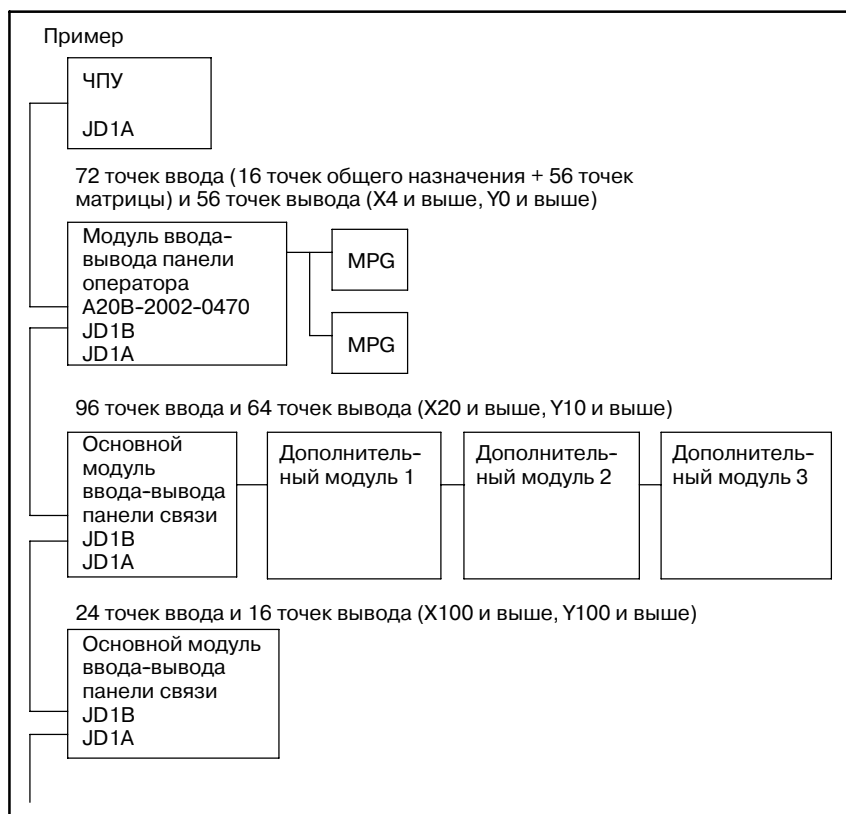 Пример
ЧПУ
JD1A
72 точек ввода (16 точек общего назначения + 56 точек
матрицы) и 56 точек вывода (X4 и выше, Y0 и выше)
Модуль ввода-
вывода панели
оператора
A20B-2002-0470
JD1B
JD1A
MPG
MPG
96 точек ввода и 64 точек вывода (X20 и выше, Y10 и выше)
Основной
модуль
ввода-вывода
панели связи
JD1B
JD1A
Дополнитель-
ный модуль 1
Дополнитель-
ный модуль 2
Дополнитель-
ный модуль 3
24 точек ввода и 16 точек вывода (X100 и выше, Y100 и выше)
Основной модуль
ввода-вывода
панели связи
JD1B
JD1A